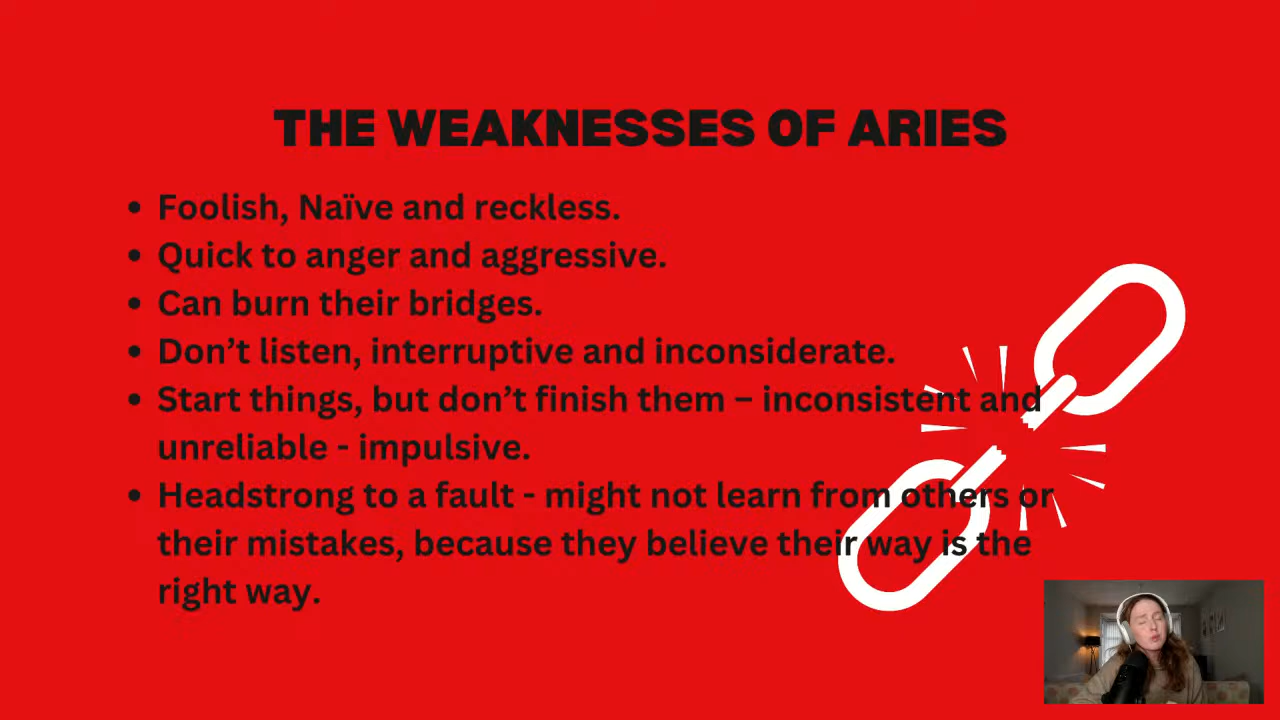 THE WEAKNESSES OF ARIES
• Foolish, Naïve and reckless.
• Quick to anger and aggressive.
• Can burn their bridges.
• Don’t listen, interruptive and inconsiderate.
• Start things, but don’t finish them – inconsistent and
unreliable - impulsive.
• Headstrong to a fault - might not learn from others or
their mistakes, because they believe their way is the
right way.